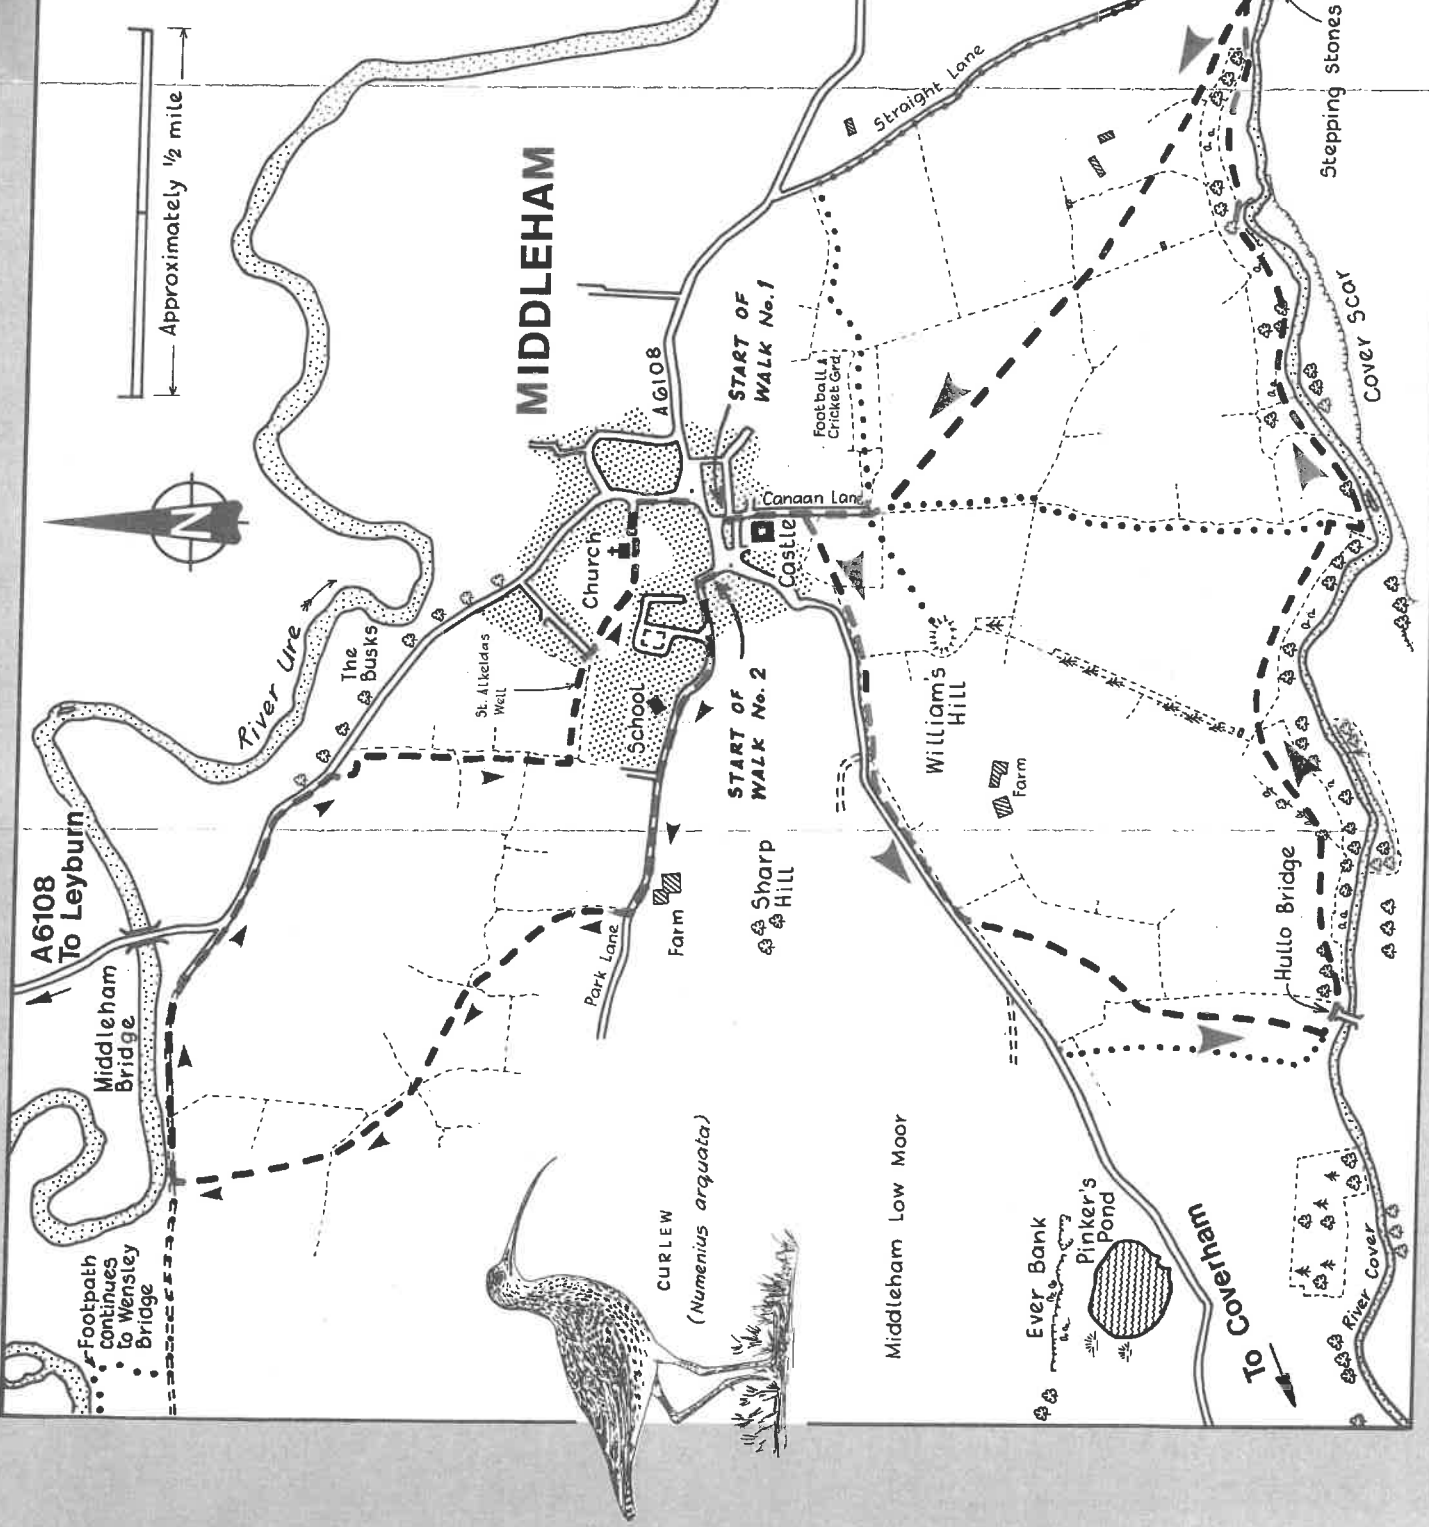 A6108
To Leyburn
Middleham
Bridge
Footpath
continues
to Wensley
Bridge
River Ure
The
Busks
St. Alkeldas
Well
Church
School
START OF
WALK No. 2
Farm
Park Lane
Sharp
Hill
Approximately ½ mile
N
MIDDLEHAM
A6108
START OF
WALK No. 1
Canaan Lane
Castle
Football &
Cricket Grd.
Straight Lane
Stepping Stones
Cover Scar
William's
Hill
Farm
Hullo Bridge
CURLEW
(Numenius arquata)
Middleham Low Moor
Ever Bank
Pinker's
Pond
To Coverham
River Cover